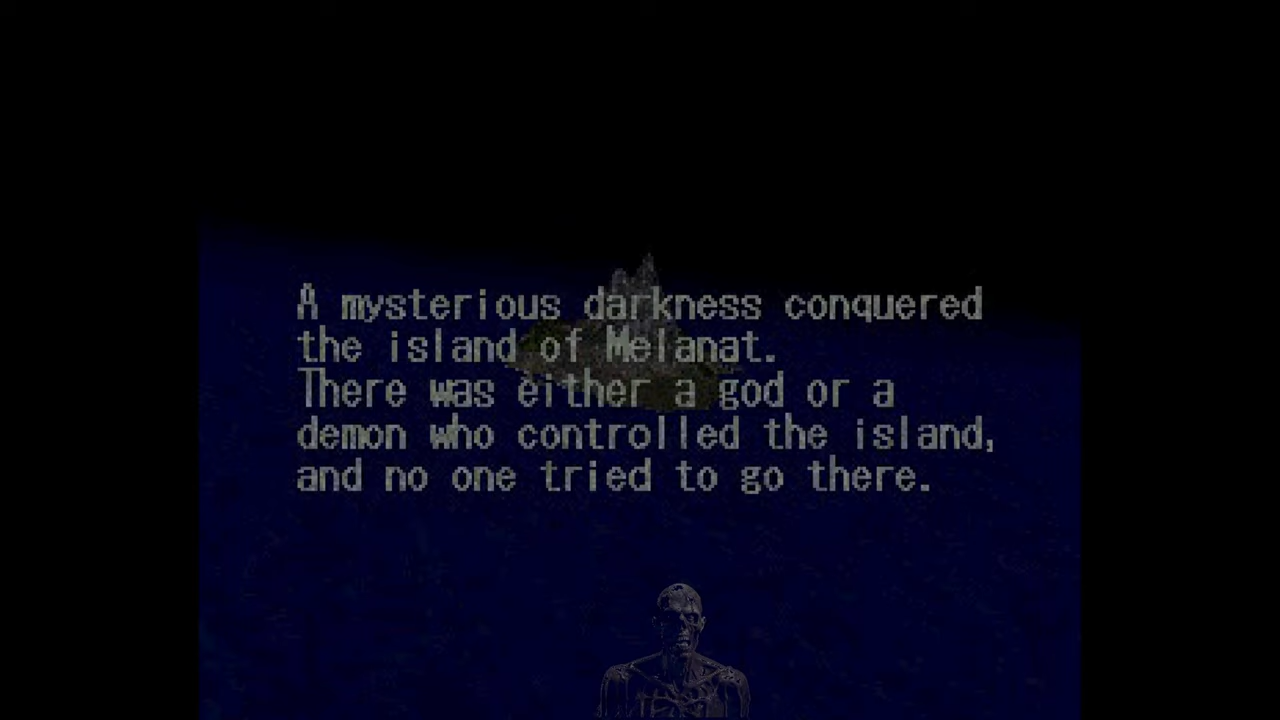 A mysterious darkness conquered
the island of Melanat.
There was either a god or a
demon who controlled the island,
and no one tried to go there.